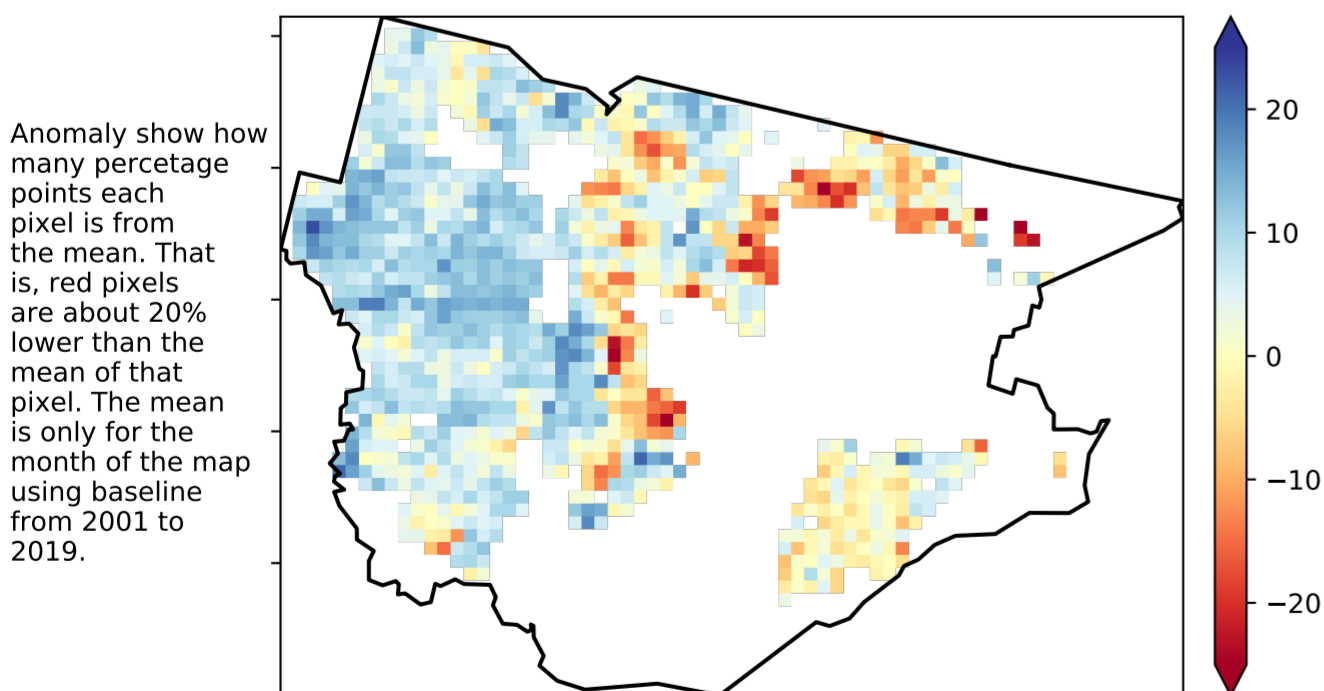 Anomaly show how
many percetage
points each
pixel is from
the mean. That
is, red pixels
are about 20%
lower than the
mean of that
pixel. The mean
is only for the
month of the map
using baseline
from 2001 to
2019.
20
10
0
−10
−20